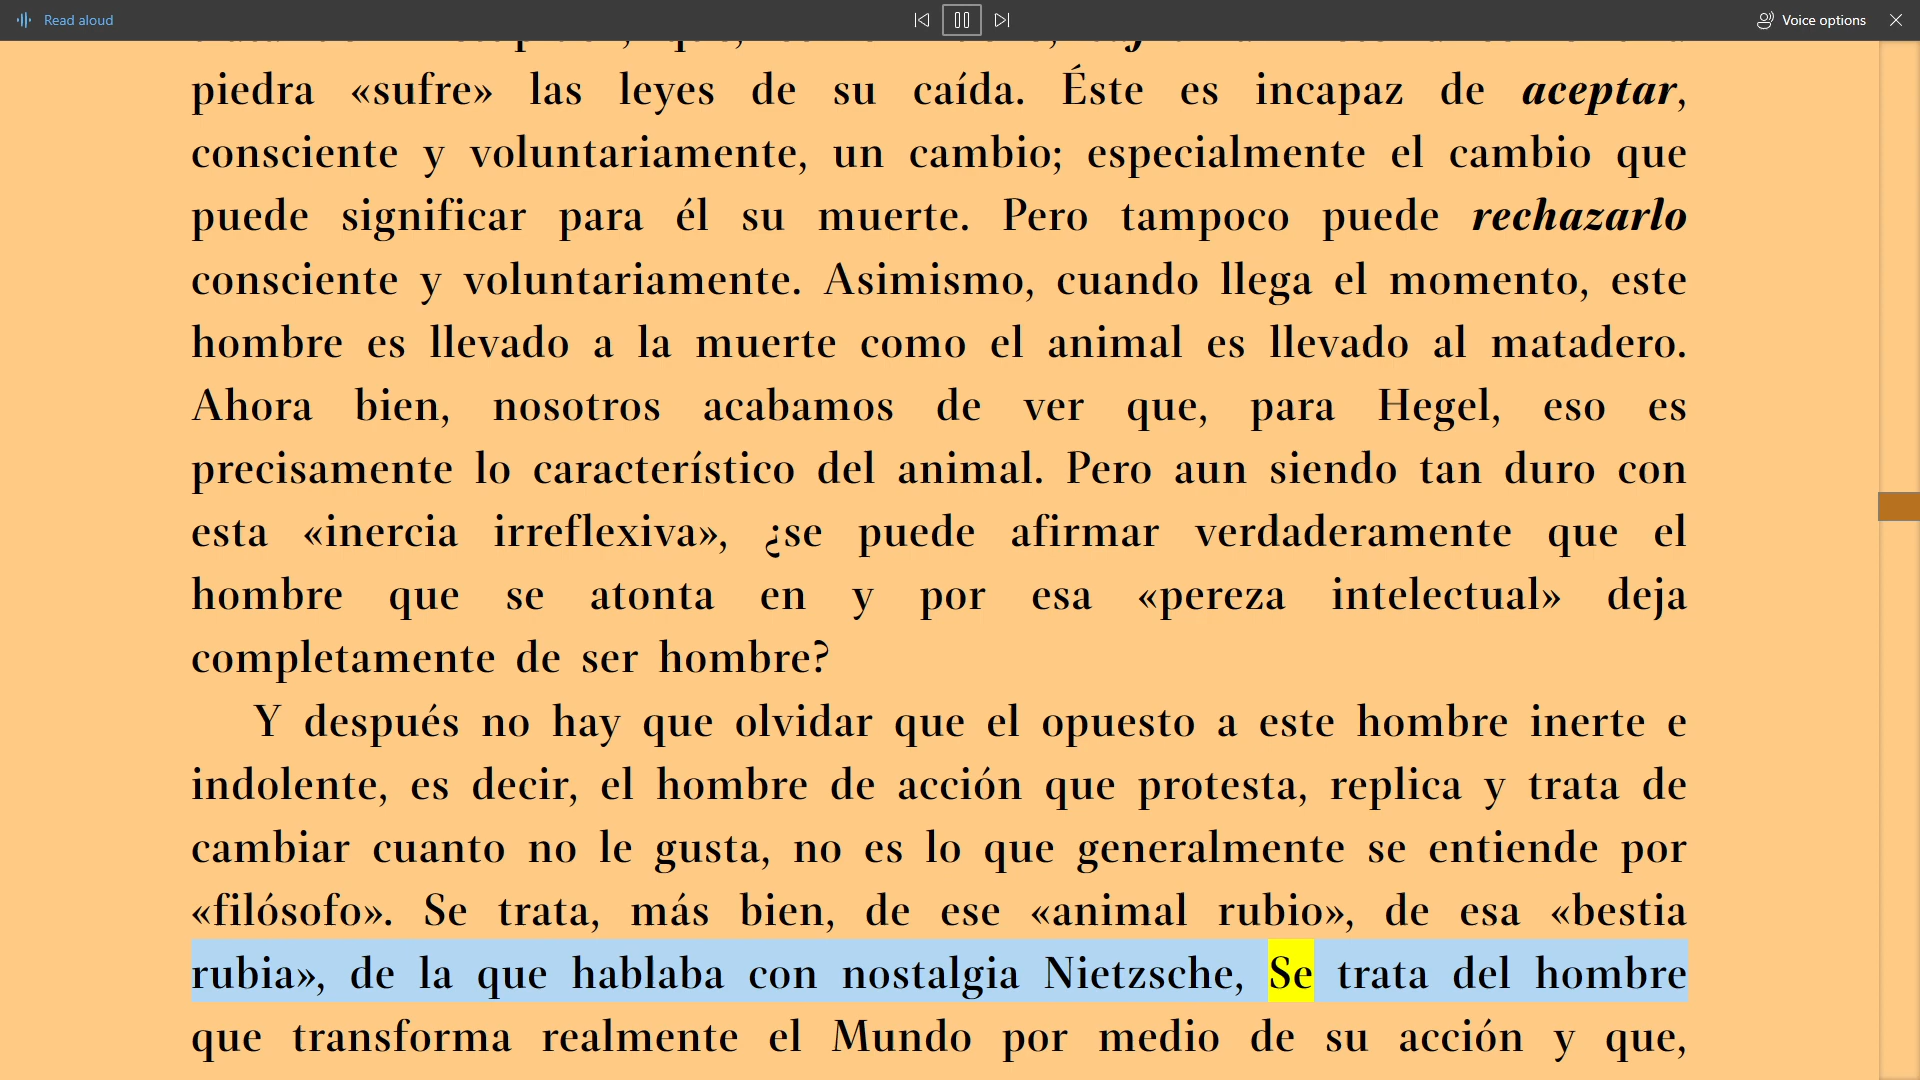 Read aloud
Voice options
piedra «sufre» las leyes de su caída. Éste es incapaz de aceptar,
consciente y voluntariamente, un cambio; especialmente el cambio que
puede significar para él su muerte. Pero tampoco puede rechazarlo
consciente y voluntariamente. Asimismo, cuando llega el momento, este
hombre es llevado a la muerte como el animal es llevado al matadero.
Ahora bien, nosotros acabamos de ver que, para Hegel, eso es
precisamente lo característico del animal. Pero aun siendo tan duro con
esta «inercia irreflexiva», ¿se puede afirmar verdaderamente que el
hombre que se atonta en y por esa «pereza intelectual» deja
completamente de ser hombre?
Y después no hay que olvidar que el opuesto a este hombre inerte e
indolente, es decir, el hombre de acción que protesta, replica y trata de
cambiar cuanto no le gusta, no es lo que generalmente se entiende por
«filósofo». Se trata, más bien, de ese «animal rubio», de esa «bestia
rubia», de la que hablaba con nostalgia Nietzsche, Se trata del hombre
que transforma realmente el Mundo por medio de su acción y que,